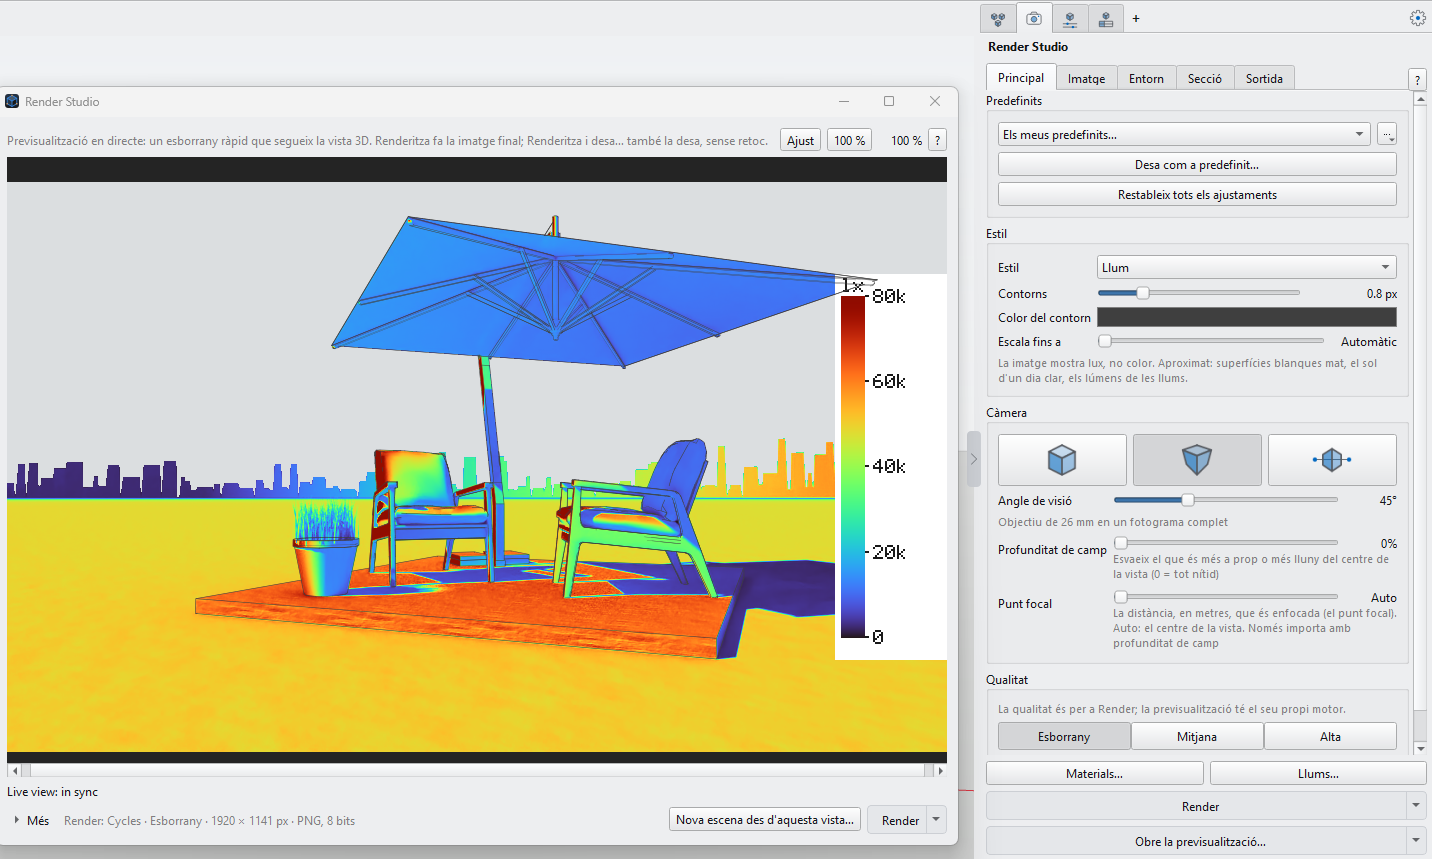 +
Render Studio
Principal
Imatge
Entorn
Secció
Sortida
?
Predefinits
Els meus predefinits...
...
Desa com a predefinit...
Restableix tots els ajustaments
Estil
Estil
Llum
Contorns
0.8 px
Color del contorn
Escala fins a
Automàtic
La imatge mostra lux, no color. Aproximat: superfícies blanques mat, el sol
d'un dia clar, els lúmens de les llums.
Càmera
Angle de visió
45°
Objectiu de 26 mm en un fotograma complet
Profunditat de camp
0%
Esvaeix el que és més a prop o més lluny del centre de
la vista (0 = tot nítid)
Punt focal
Auto
La distància, en metres, que és enfocada (el punt focal).
Auto: el centre de la vista. Només importa amb
profunditat de camp
Qualitat
La qualitat és per a Render; la previsualització té el seu propi motor.
Esborrany
Mitjana
Alta
Materials...
Llums...
Render
Obre la previsualització...
Render Studio
Previsualització en directe: un esborrany ràpid que segueix la vista 3D. Renderitza fa la imatge final; Renderitza i desa... també la desa, sense retoc.
Ajust
100 %
100 %
?
lx
80k
60k
40k
20k
0
Live view: in sync
Més
Render: Cycles · Esborrany · 1920 × 1141 px · PNG, 8 bits
Nova escena des d'aquesta vista...
Render